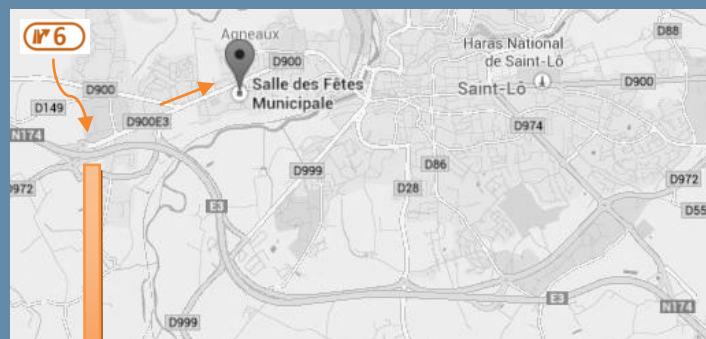 6
Agneaux
D900
Salle des Fêtes
Municipale
Haras National
de Saint-Lô
D88
Saint-Lô
D900
D900
D149
D900E3
N174
D974
D999
D86
D972
D28
D972
D55
E3
E3
N174
D999